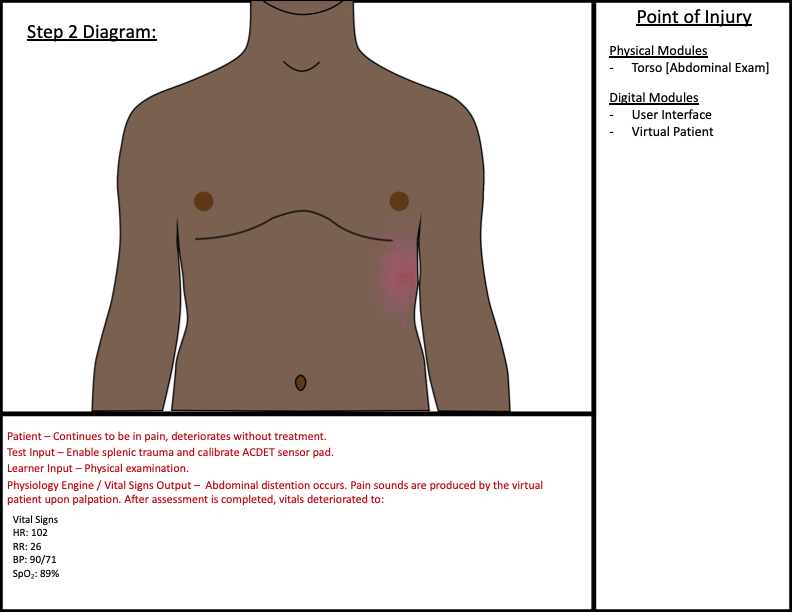 Step 2 Diagram:
Point of Injury
Physical Modules
- Torso [Abdominal Exam]
Digital Modules
- User Interface
- Virtual Patient
Patient – Continues to be in pain, deteriorates without treatment.
Test Input – Enable splenic trauma and calibrate ACDET sensor pad.
Learner Input – Physical examination.
Physiology Engine / Vital Signs Output – Abdominal distention occurs. Pain sounds are produced by the virtual
patient upon palpation. After assessment is completed, vitals deteriorated to:
Vital Signs
HR: 102
RR: 26
BP: 90/71
SpO₂: 89%